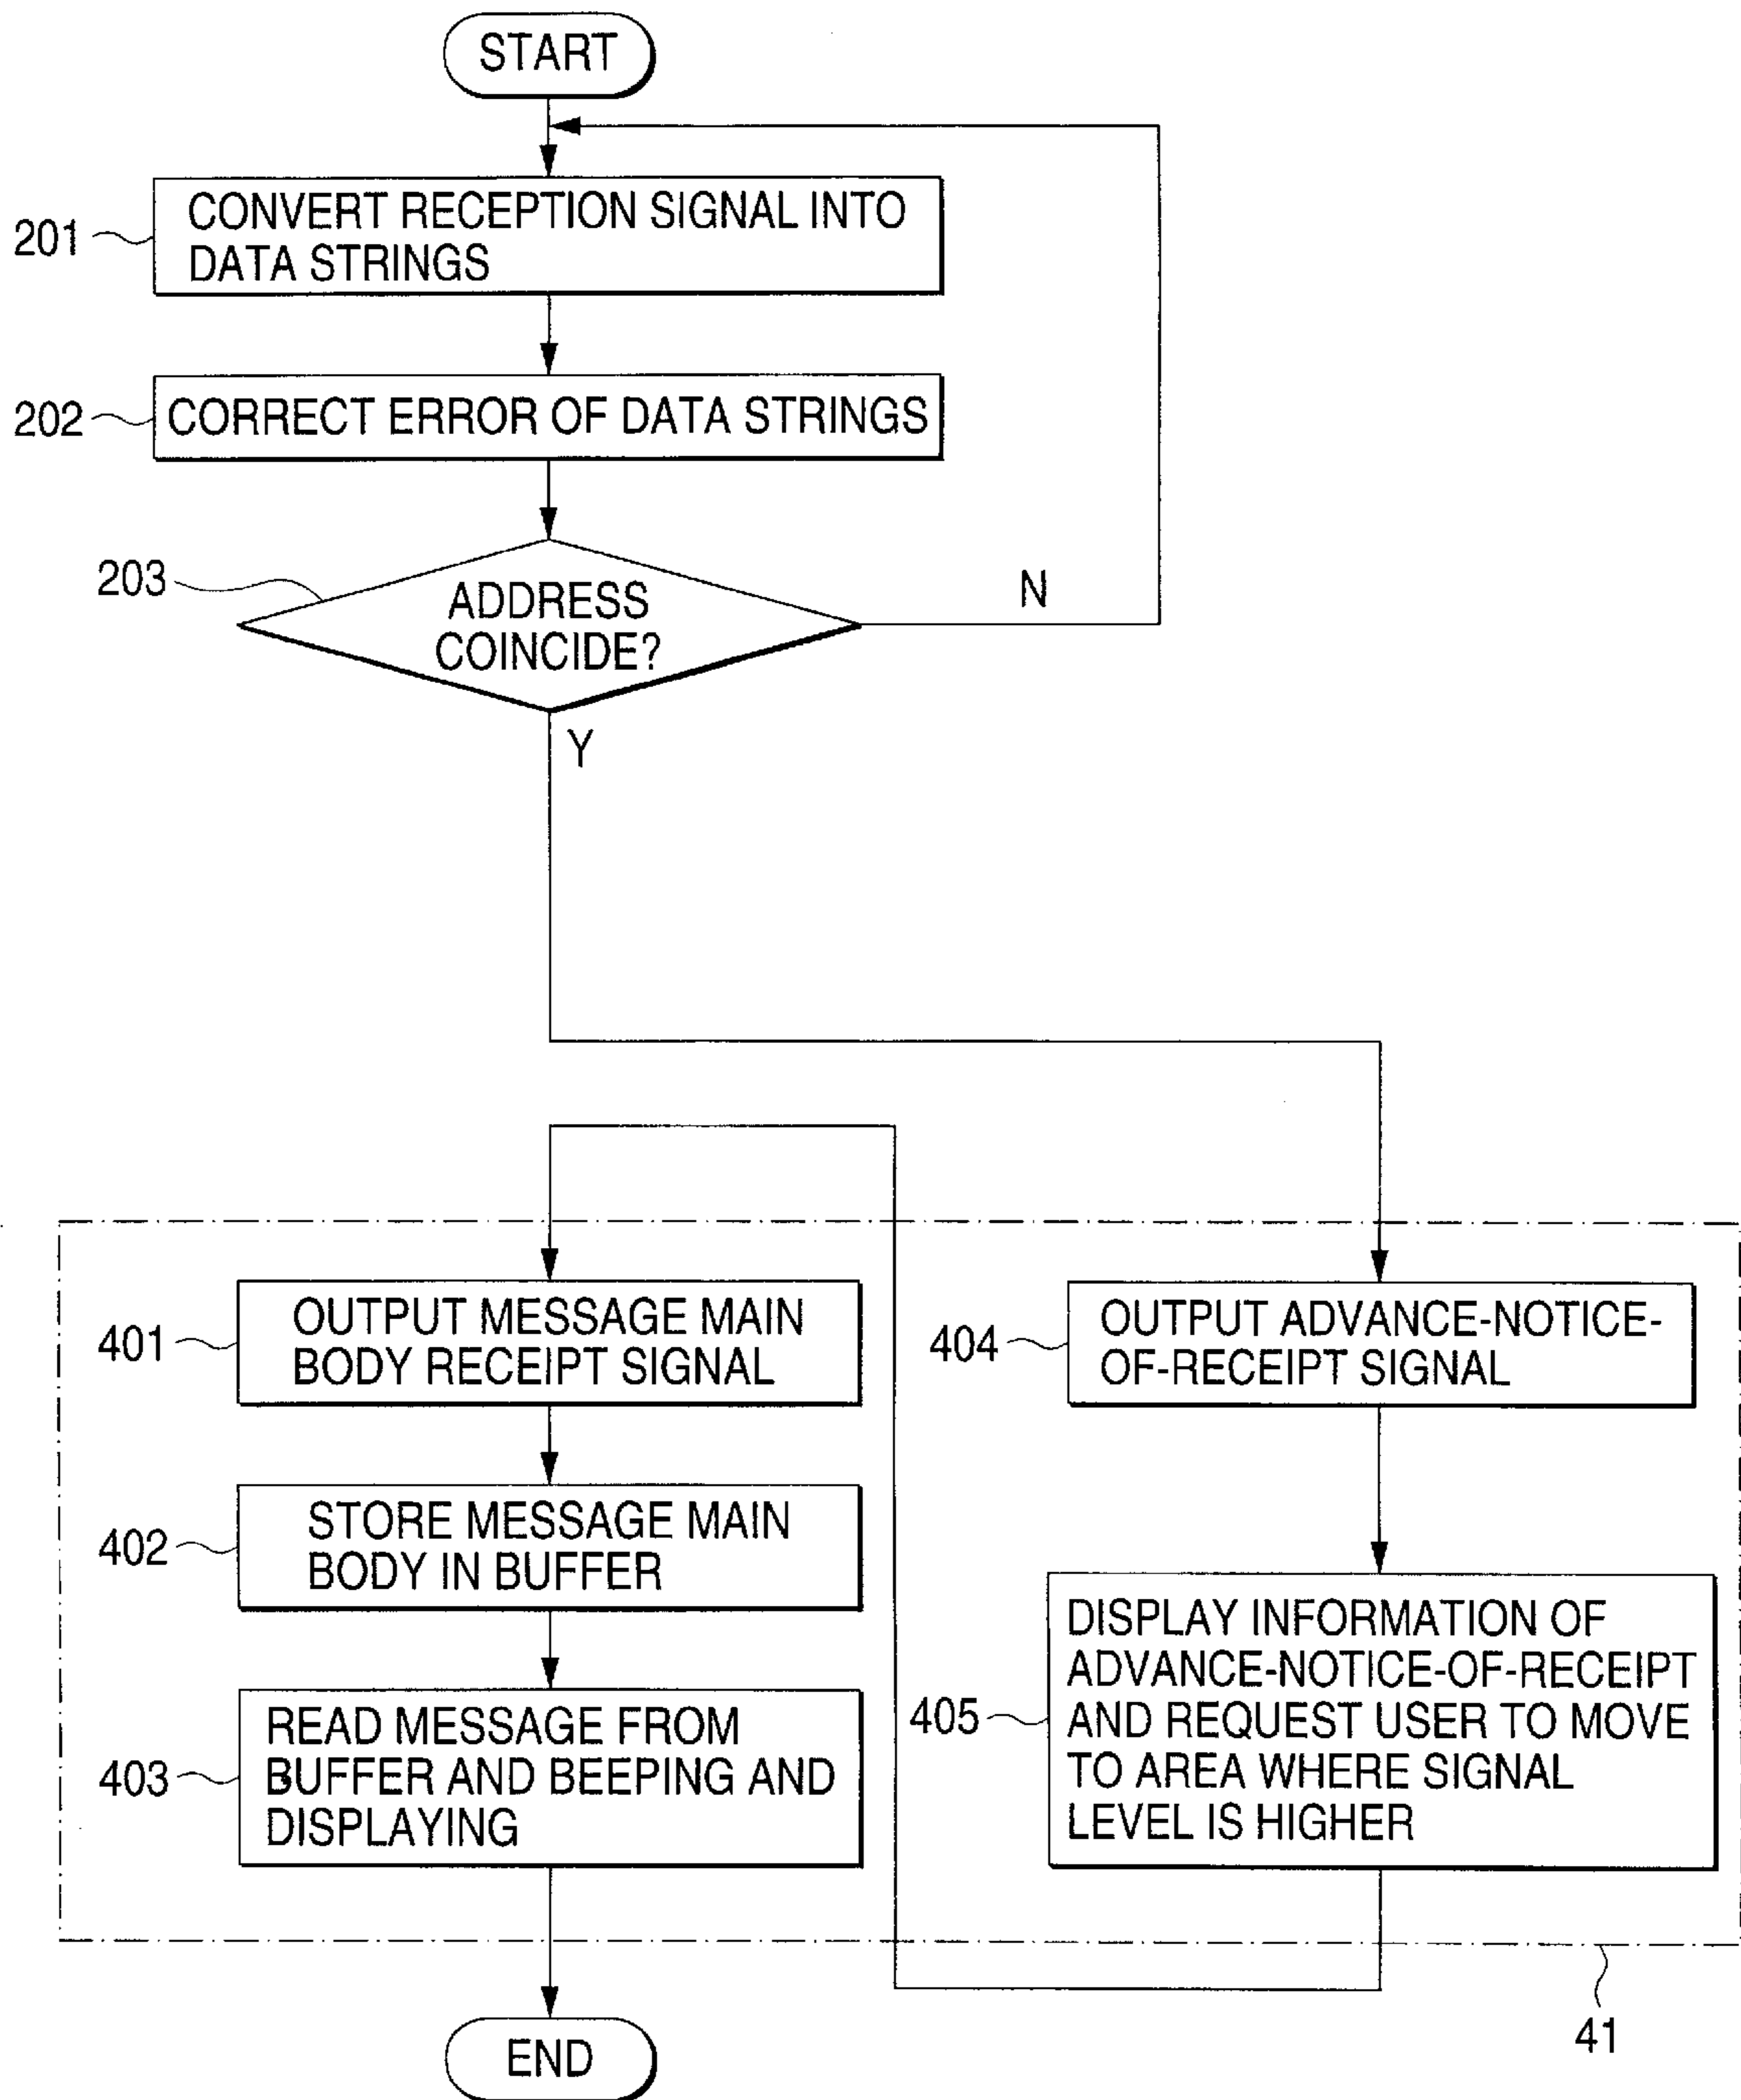 START
201
CONVERT RECEPTION SIGNAL INTO
DATA STRINGS
202
CORRECT ERROR OF DATA STRINGS
203
ADDRESS
COINCIDE?
N
Y
401
OUTPUT MESSAGE MAIN
BODY RECEIPT SIGNAL
404
OUTPUT ADVANCE-NOTICE-
OF-RECEIPT SIGNAL
402
STORE MESSAGE MAIN
BODY IN BUFFER
405
DISPLAY INFORMATION OF
ADVANCE-NOTICE-OF-RECEIPT
AND REQUEST USER TO MOVE
TO AREA WHERE SIGNAL
LEVEL IS HIGHER
403
READ MESSAGE FROM
BUFFER AND BEEPING AND
DISPLAYING
41
END